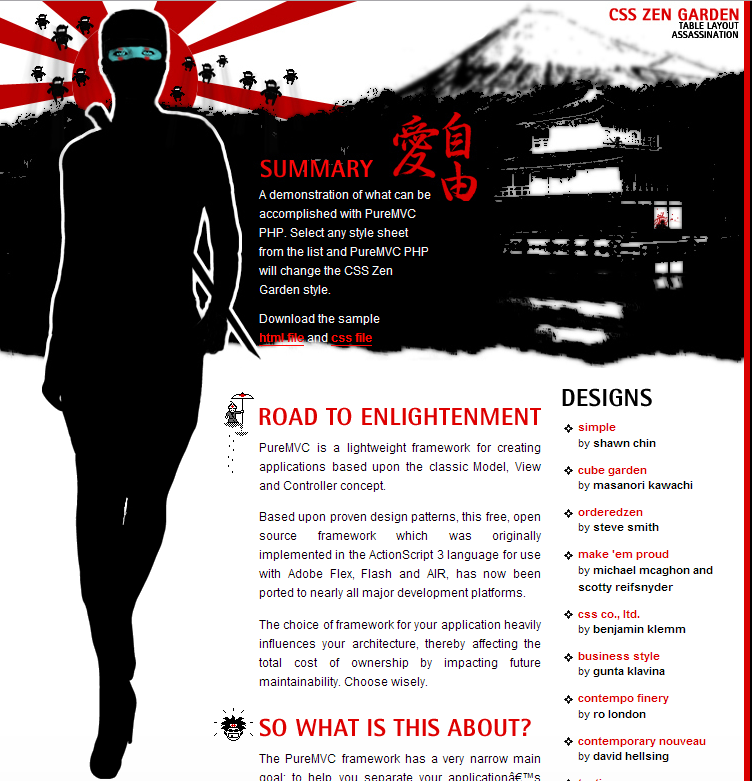 CSS ZEN GARDEN
TABLE LAYOUT
ASSASSINATION
愛 自由
SUMMARY
A demonstration of what can be
accomplished with PureMVC
PHP. Select any style sheet
from the list and PureMVC PHP
will change the CSS Zen
Garden style.
Download the sample
html file and css file
ROAD TO ENLIGHTENMENT
PureMVC is a lightweight framework for creating
applications based upon the classic Model, View
and Controller concept.
Based upon proven design patterns, this free, open
source framework which was originally
implemented in the ActionScript 3 language for use
with Adobe Flex, Flash and AIR, has now been
ported to nearly all major development platforms.
The choice of framework for your application heavily
influences your architecture, thereby affecting the
total cost of ownership by impacting future
maintainability. Choose wisely.
SO WHAT IS THIS ABOUT?
The PureMVC framework has a very narrow main
goal: to help you separate your applicationâ€™s
DESIGNS
simple
by shawn chin
cube garden
by masanori kawachi
orderedzen
by steve smith
make 'em proud
by michael mcaghon and
scotty reifsnyder
css co., ltd.
by benjamin klemm
business style
by gunta klavina
contempo finery
by ro london
contemporary nouveau
by david hellsing